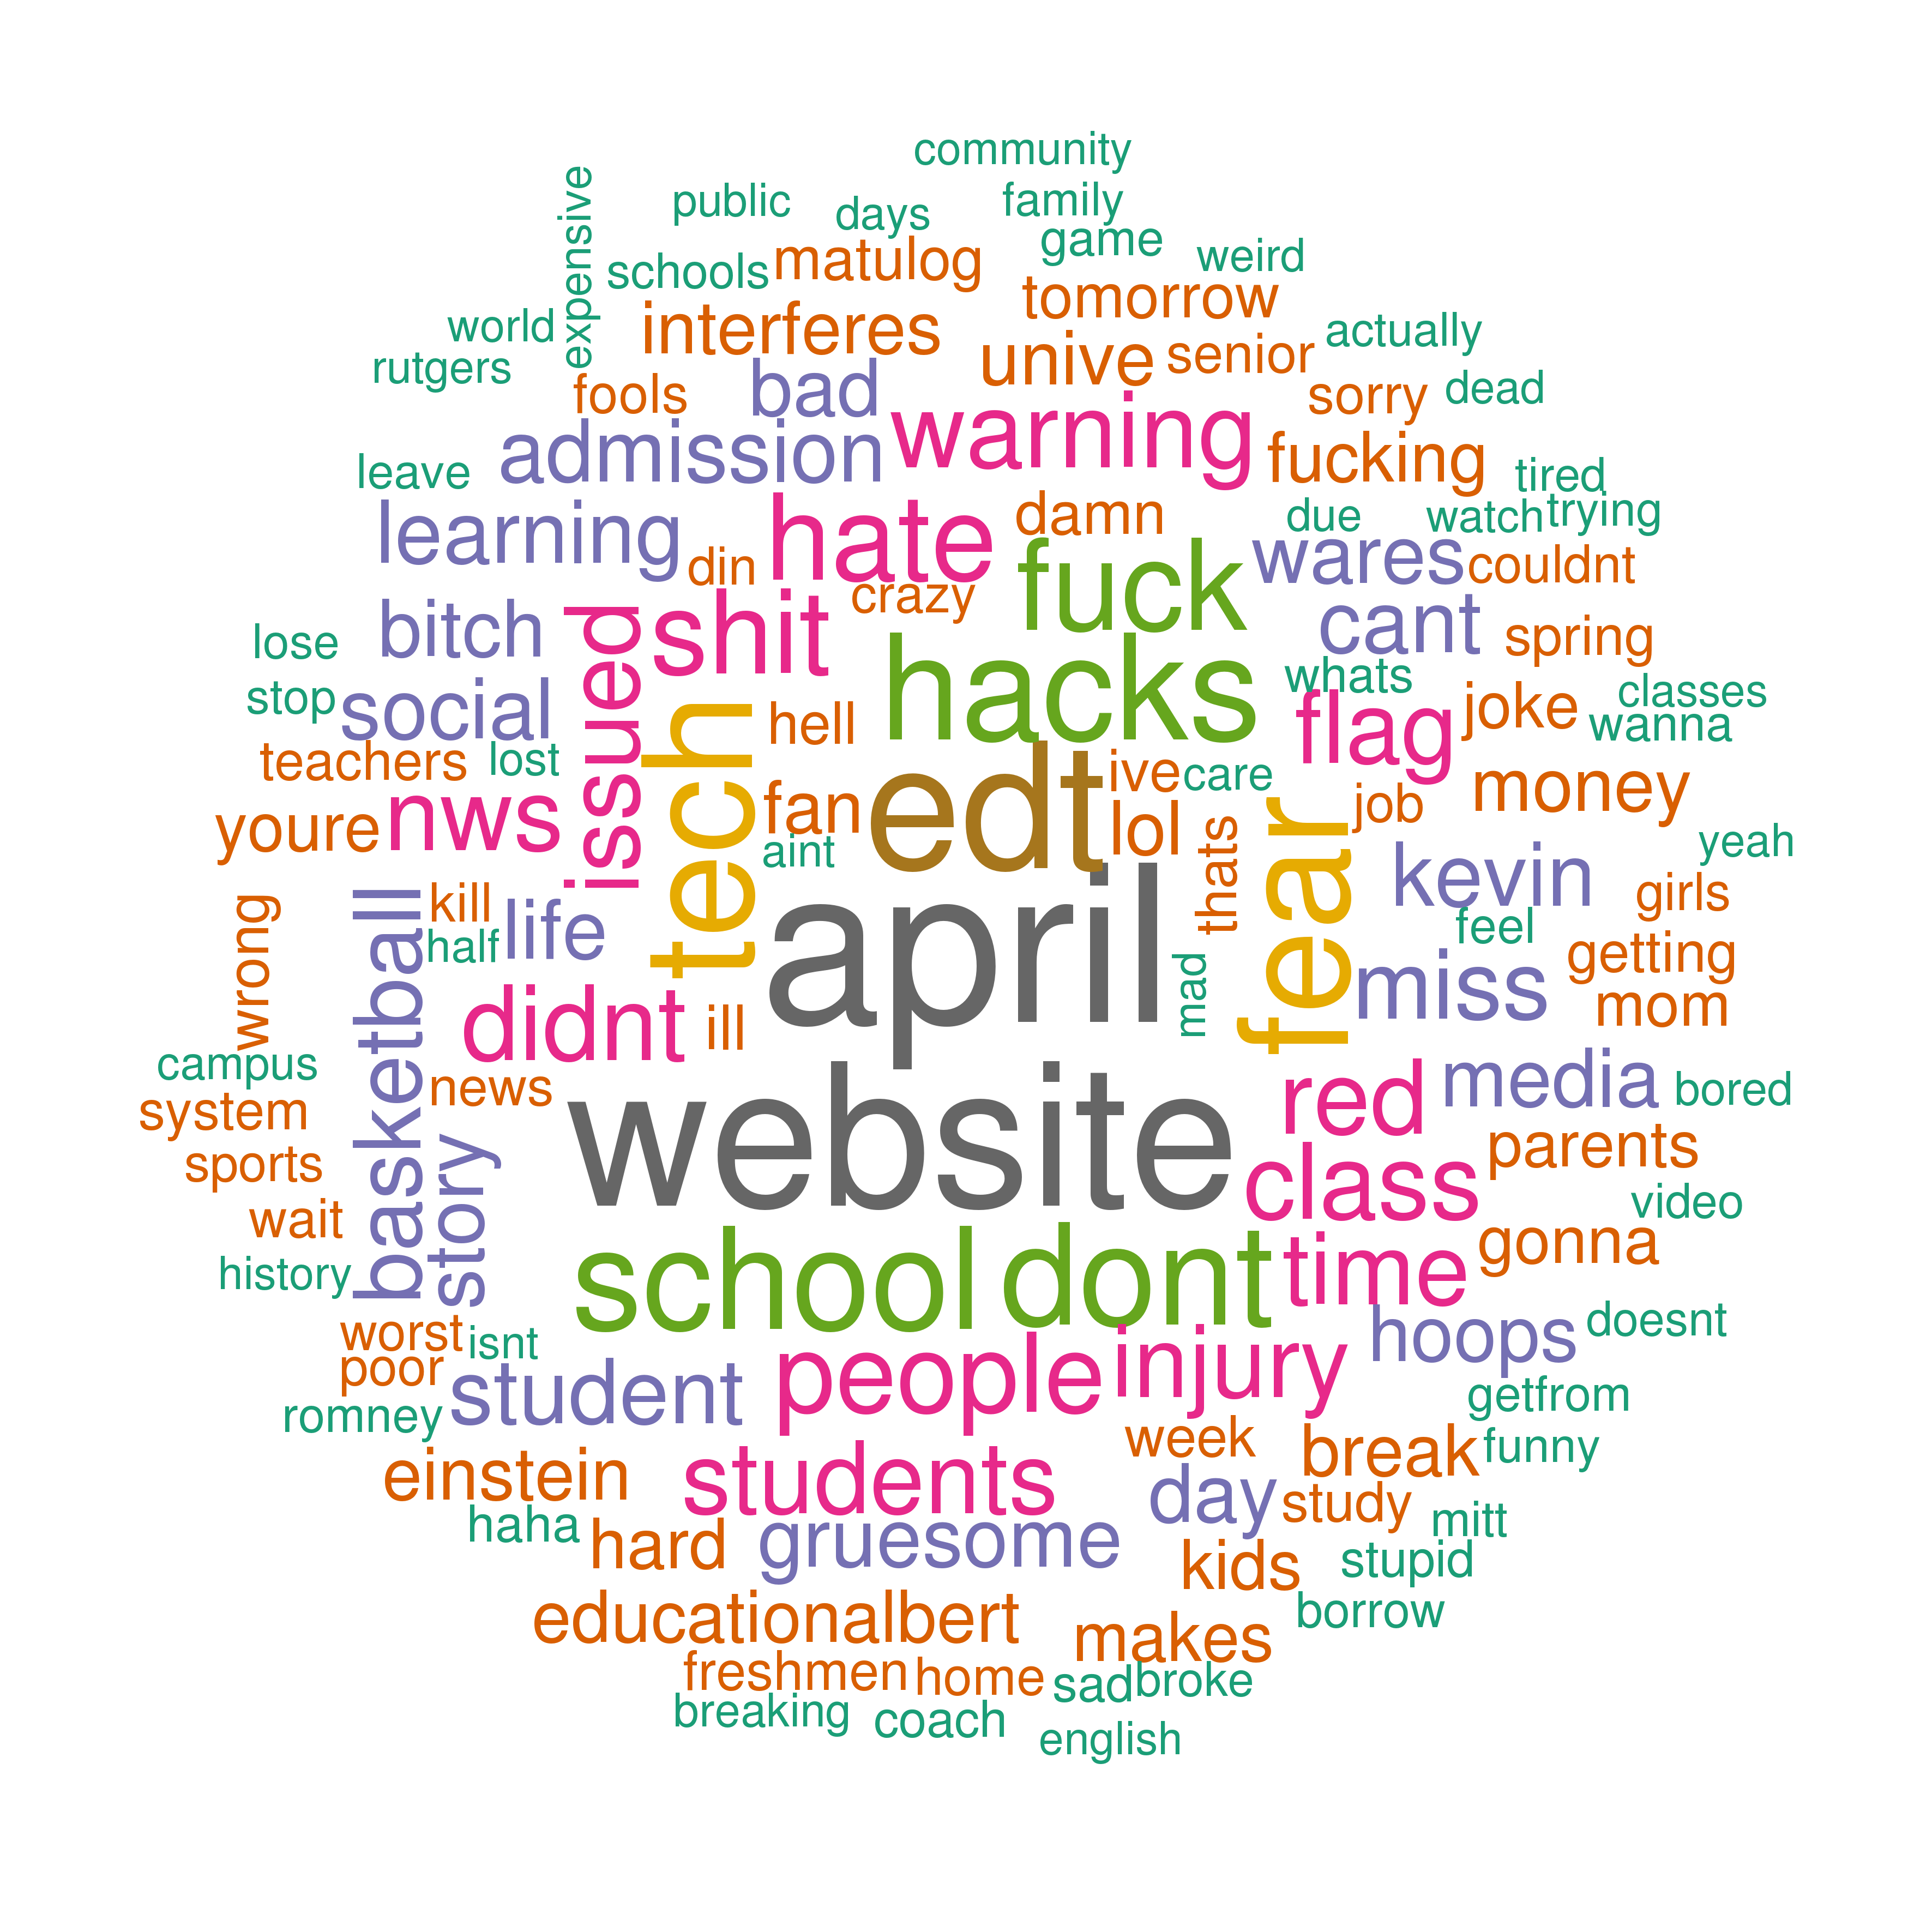 community
public
days
family
expensive
game
weird
schools
matulog
tomorrow
world
interferes
actually
rutgers
unive
senior
fools
bad
sorry
dead
warning
admission
fucking
leave
tired
learning
hate
damn
due
watch
trying
din
fuck
wares
couldnt
crazy
bitch
issued
shit
cant
spring
lose
hacks
whats
classes
stop
social
tech
hell
flag
joke
wanna
teachers
lost
edt
ive
care
job
money
youre
nws
fan
lol
thats
fear
yeah
aint
kevin
wrong
basketball
kill
april
girls
half
life
feel
getting
didnt
ill
mad
miss
mom
campus
news
website
red
media
bored
system
story
class
parents
sports
video
wait
school
dont
time
gonna
history
worst
isnt
people
injury
hoops
doesnt
poor
student
getfrom
romney
week
break
funny
einstein
students
day
study
mitt
haha
hard
gruesome
kids
stupid
educationalbert
makes
borrow
freshmen
home
sad
broke
breaking
coach
english